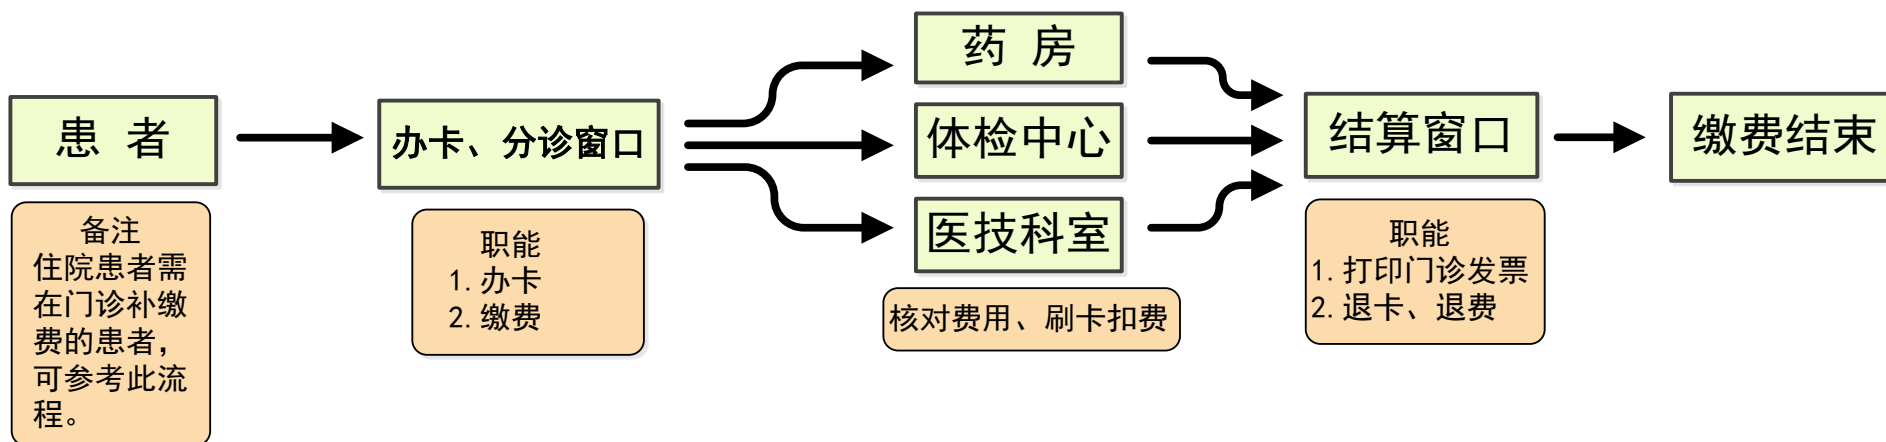 患 者
备注
住院患者需
在门诊补缴
费的患者，
可参考此流
程。
办卡、分诊窗口
职能
1.办卡
2.缴费
药 房
体检中心
医技科室
核对费用、刷卡扣费
结算窗口
职能
1.打印门诊发票
2.退卡、退费
缴费结束